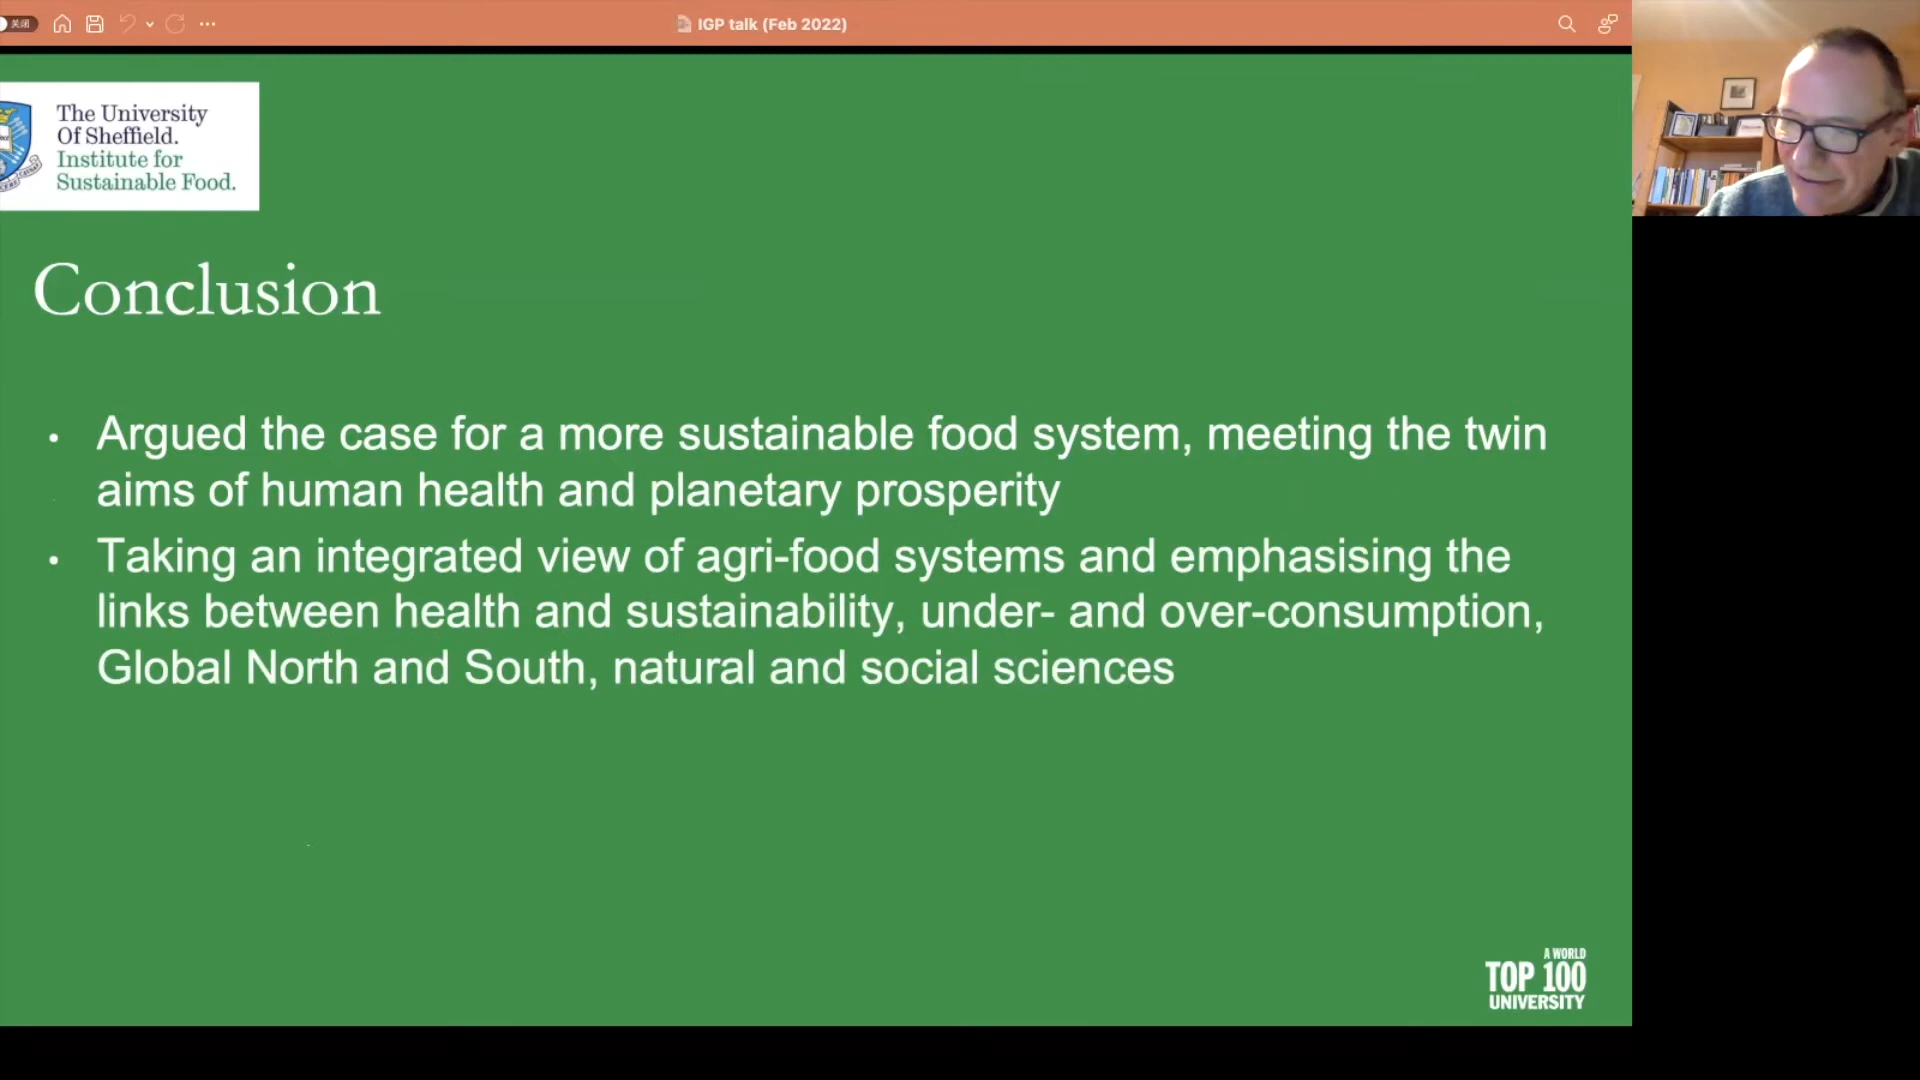 关闭
IGP talk (Feb 2022)
The University
Of Sheffield.
Institute for
Sustainable Food.
Conclusion
• Argued the case for a more sustainable food system, meeting the twin
aims of human health and planetary prosperity
• Taking an integrated view of agri-food systems and emphasising the
links between health and sustainability, under- and over-consumption,
Global North and South, natural and social sciences
A WORLD
TOP 100
UNIVERSITY